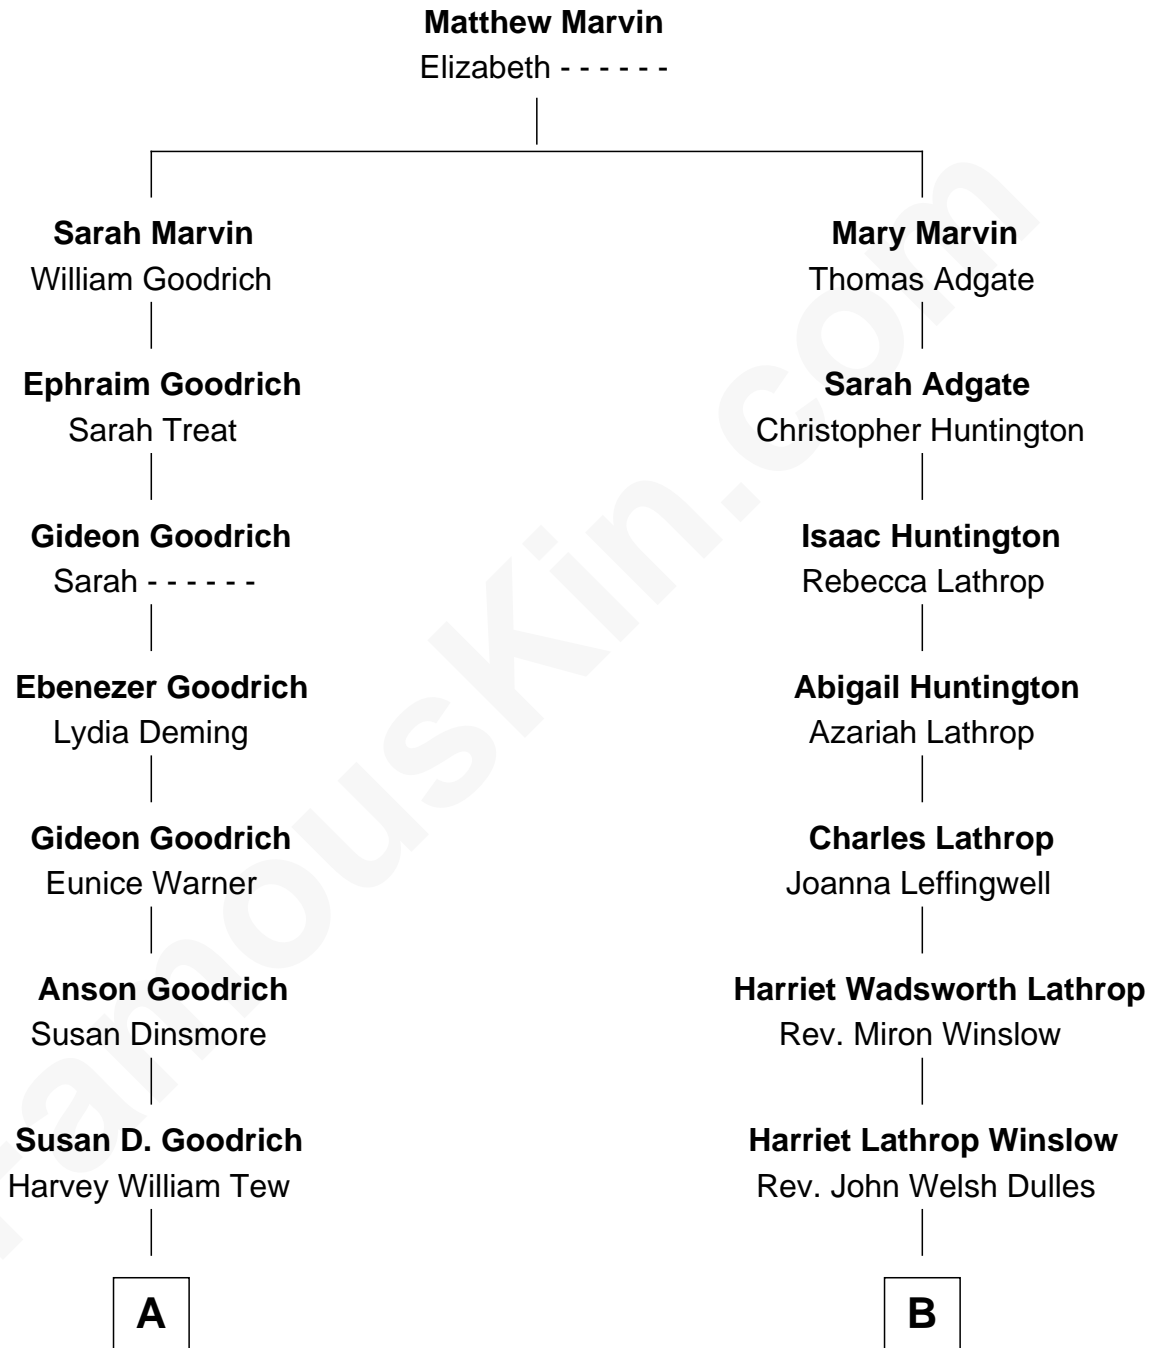 Matthew Marvin
Elizabeth - - - - - -
Sarah Marvin
William Goodrich
Mary Marvin
Thomas Adgate
Ephraim Goodrich
Sarah Treat
Sarah Adgate
Christopher Huntington
Gideon Goodrich
Sarah - - - - - -
Isaac Huntington
Rebecca Lathrop
Ebenezer Goodrich
Lydia Deming
Abigail Huntington
Azariah Lathrop
Gideon Goodrich
Eunice Warner
Charles Lathrop
Joanna Leffingwell
Anson Goodrich
Susan Dinsmore
Harriet Wadsworth Lathrop
Rev. Miron Winslow
Susan D. Goodrich
Harvey William Tew
Harriet Lathrop Winslow
Rev. John Welsh Dulles
A
B
FamousKin.com